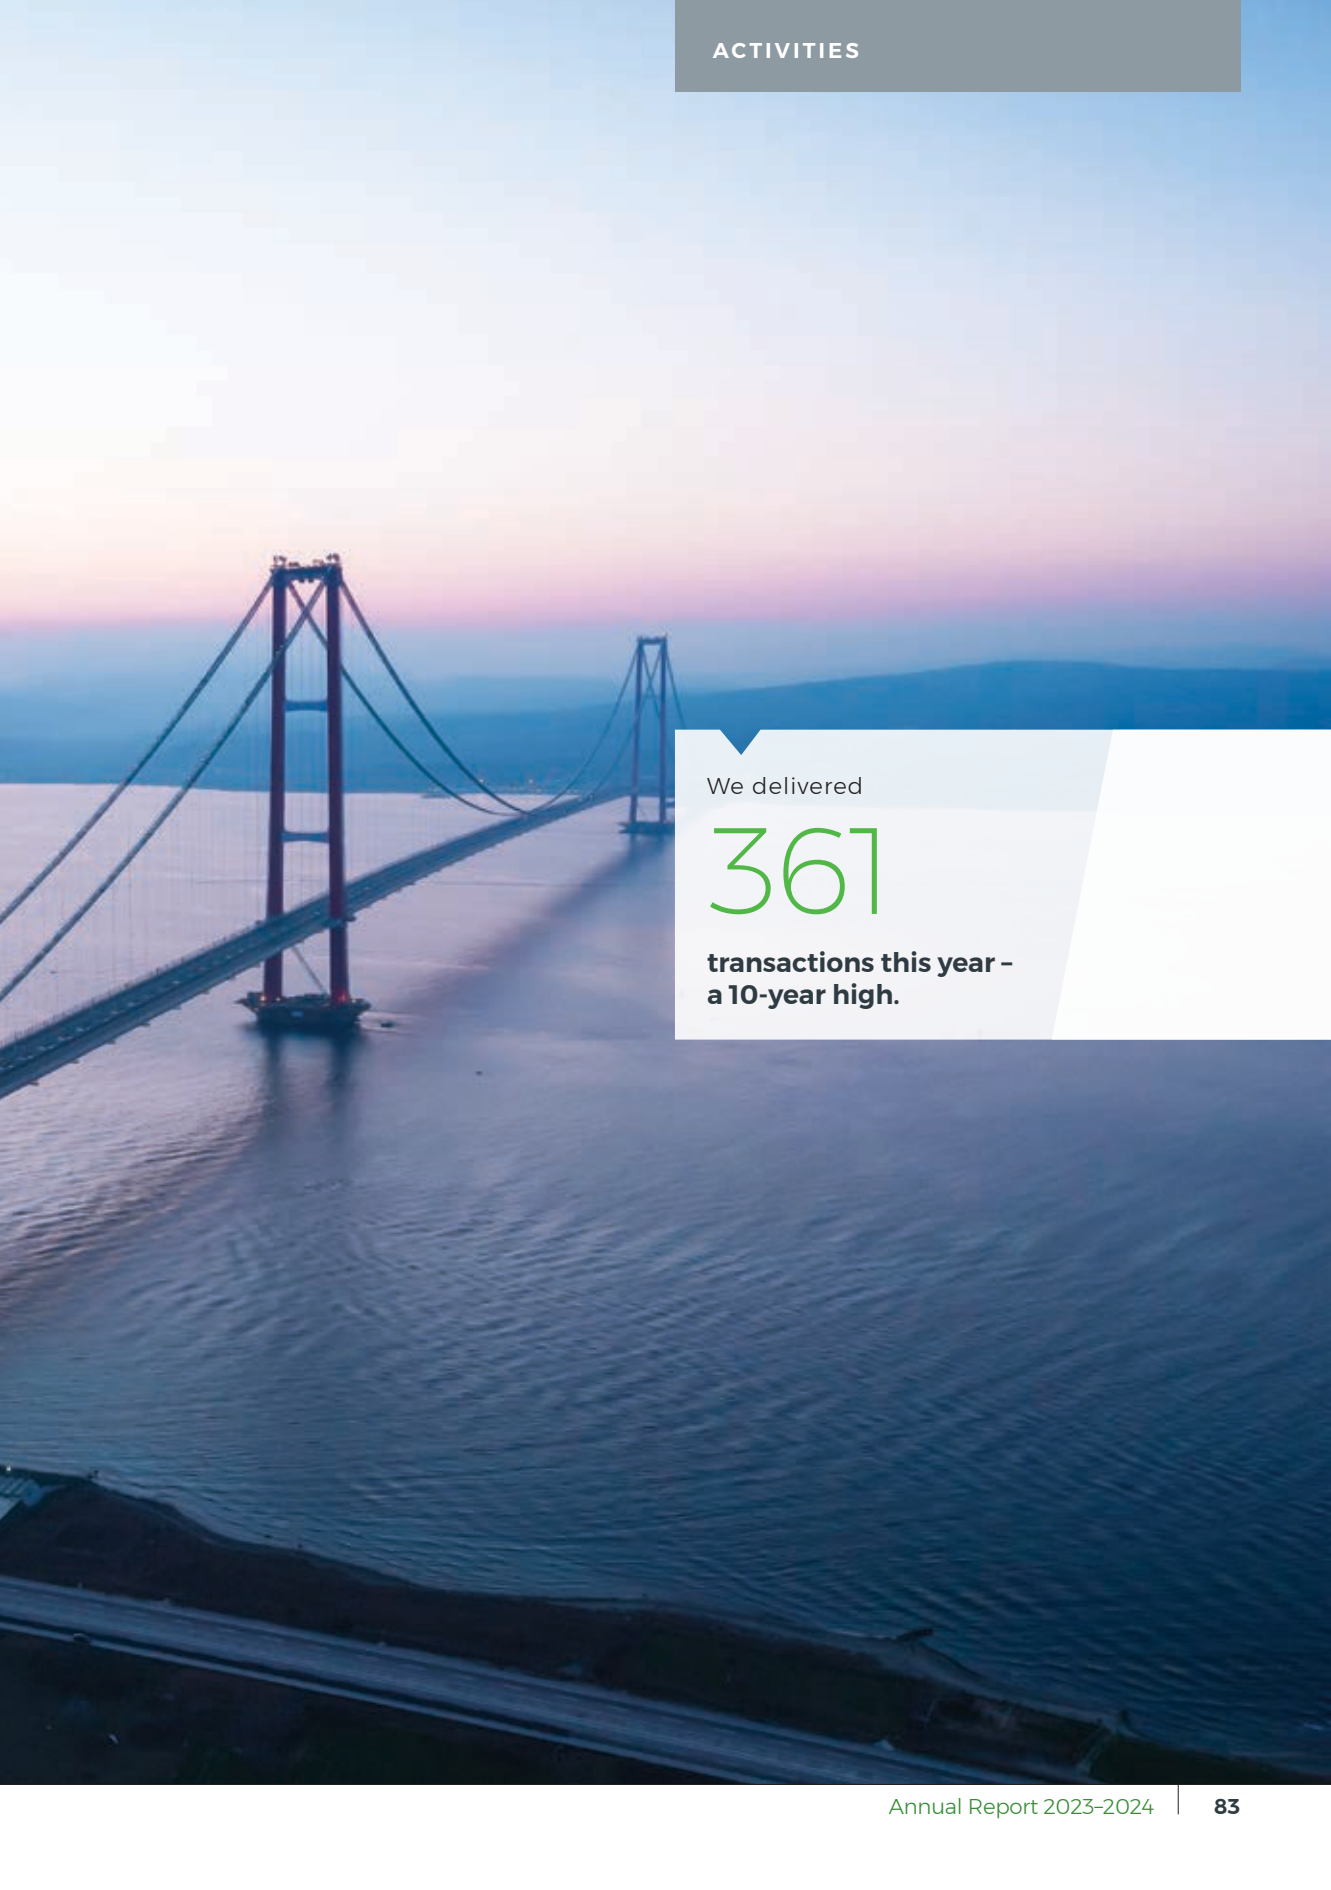 ACTIVITIES
We delivered
361
transactions this year –
a 10-year high.
Annual Report 2023–2024
83